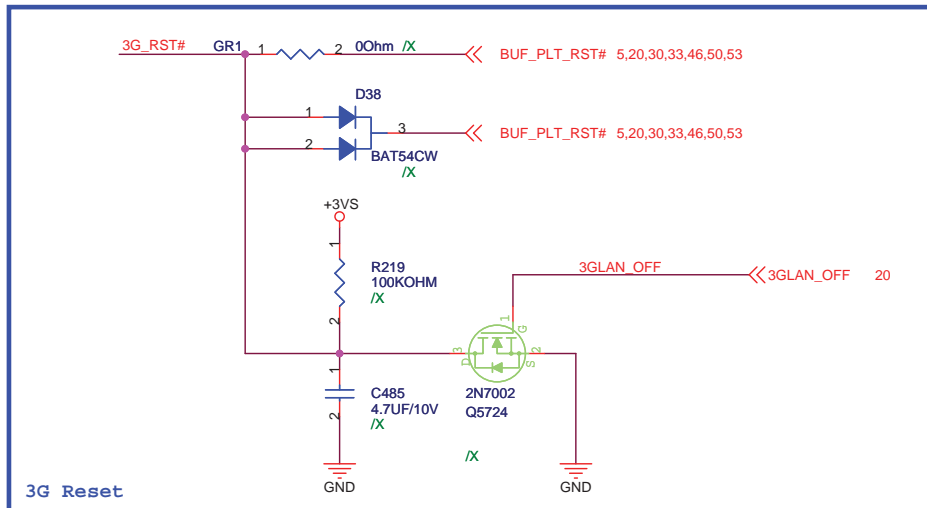 3G_RST# GR1 1 2 0Ohm /X BUF_PLT_RST# 5,20,30,33,46,50,53
D38
1 3 BUF_PLT_RST# 5,20,30,33,46,50,53
2 BAT54CW
/X
+3VS
1 3GLAN_OFF 3GLAN_OFF 20
R219
100KOHM
/X
2 1 G
3 D S 2
1 C485 2N7002
4.7UF/10V Q5724
2 /X
/X
GND GND
3G Reset